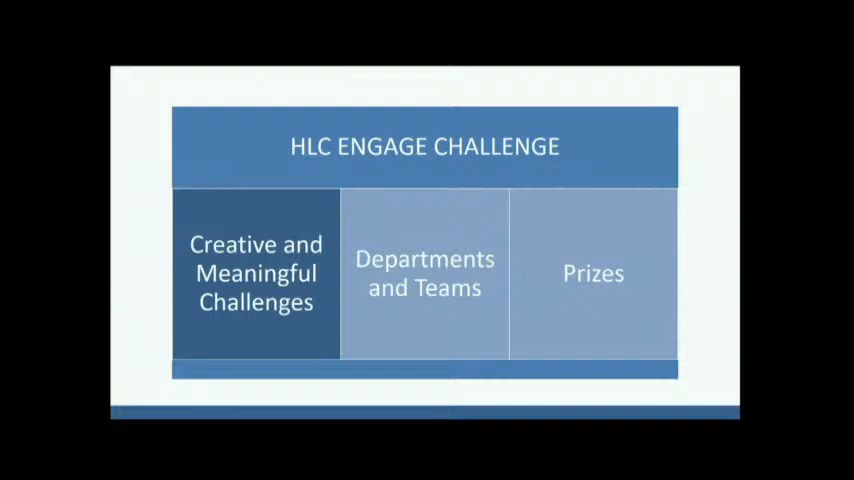 HLC ENGAGE CHALLENGE
Creative and
Meaningful
Challenges
Departments
and Teams
Prizes